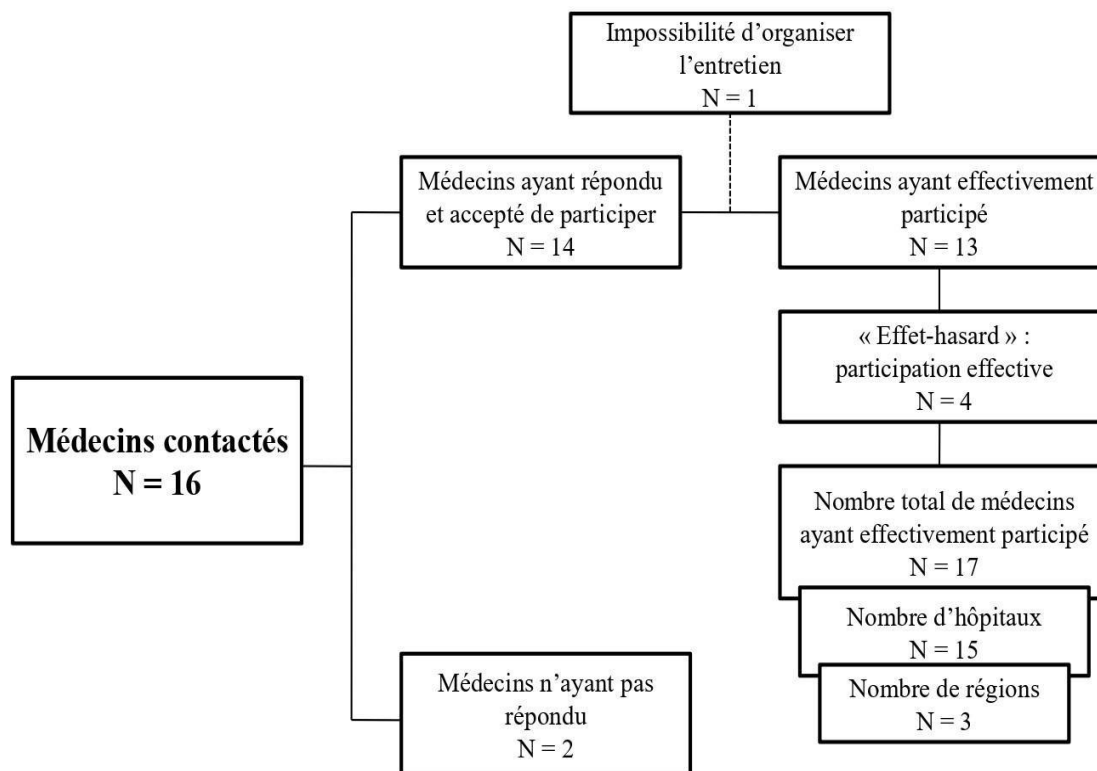 Impossibilité d’organiser
l’entretien
N = 1
Médecins ayant répondu
et accepté de participer
N = 14
Médecins ayant effectivement
participé
N = 13
« Effet-hasard » :
participation effective
N = 4
Médecins contactés
N = 16
Nombre total de médecins
ayant effectivement participé
N = 17
Nombre d’hôpitaux
N = 15
Nombre de régions
N = 3
Médecins n’ayant pas
répondu
N = 2